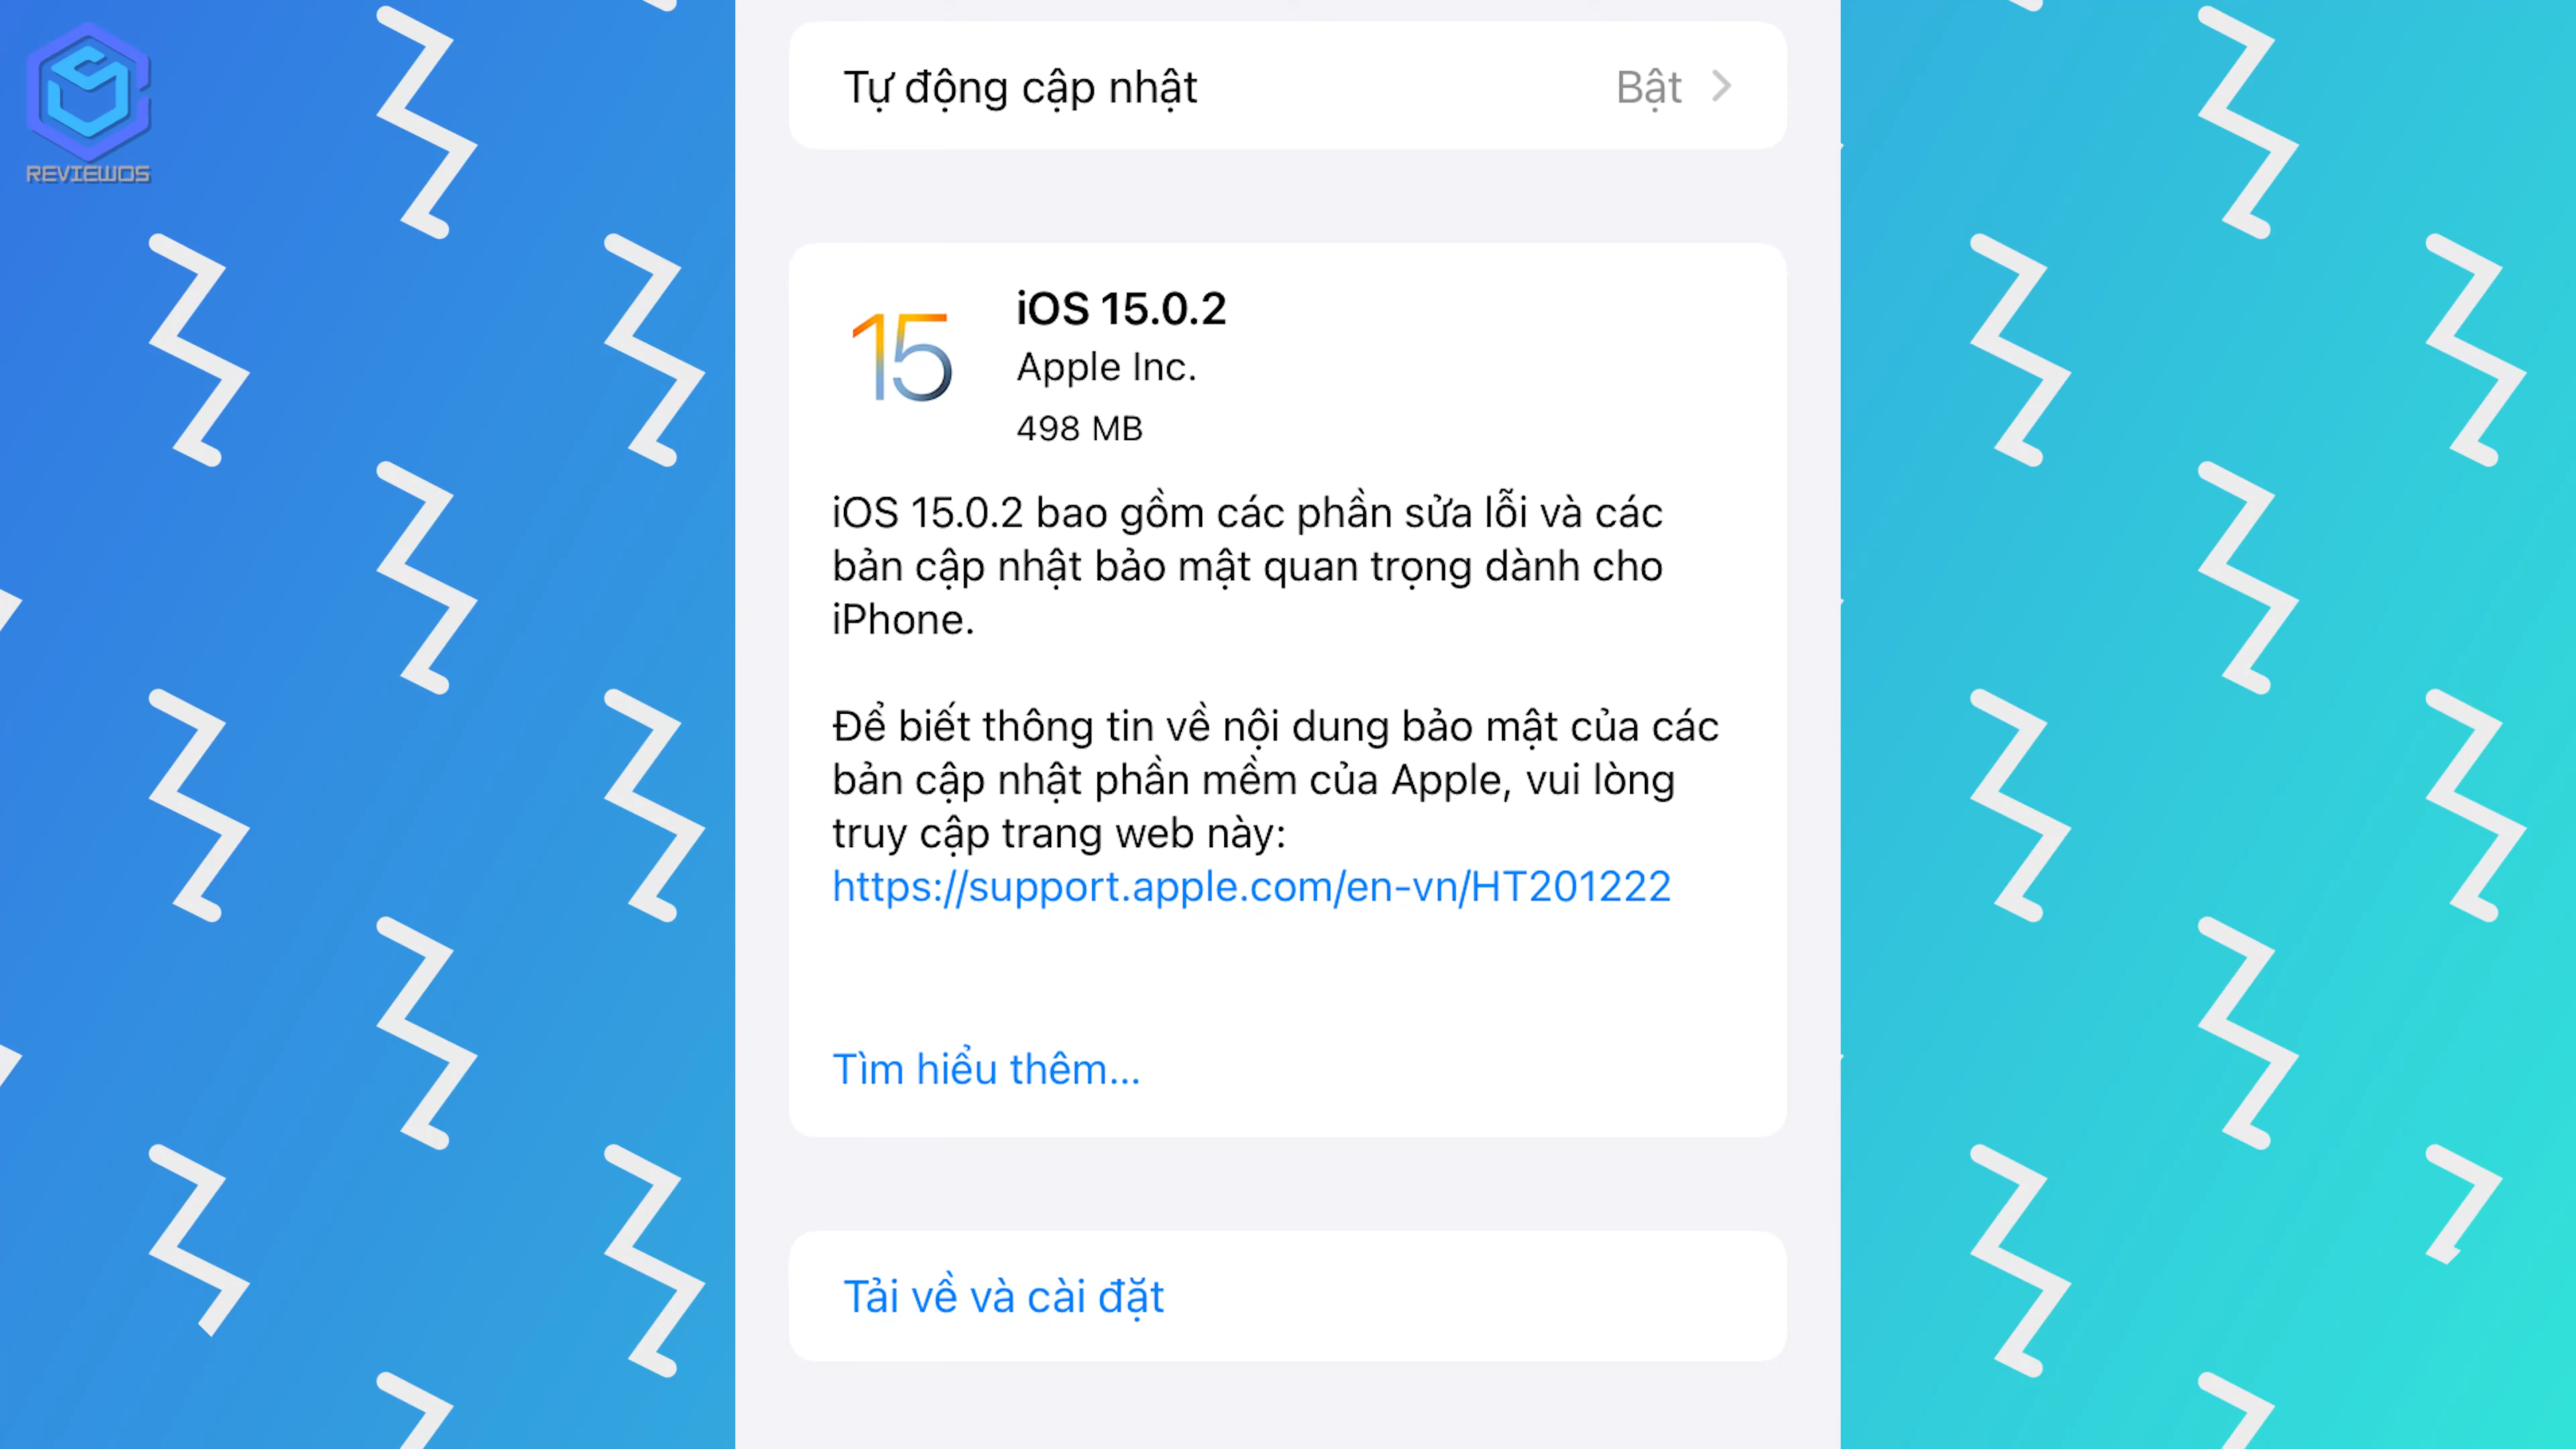 REVIEWOS
Tự động cập nhật Bật
15
iOS 15.0.2
Apple Inc.
498 MB
iOS 15.0.2 bao gồm các phần sửa lỗi và các
bản cập nhật bảo mật quan trọng dành cho
iPhone.
Để biết thông tin về nội dung bảo mật của các
bản cập nhật phần mềm của Apple, vui lòng
truy cập trang web này:
https://support.apple.com/en-vn/HT201222
Tìm hiểu thêm...
Tải về và cài đặt